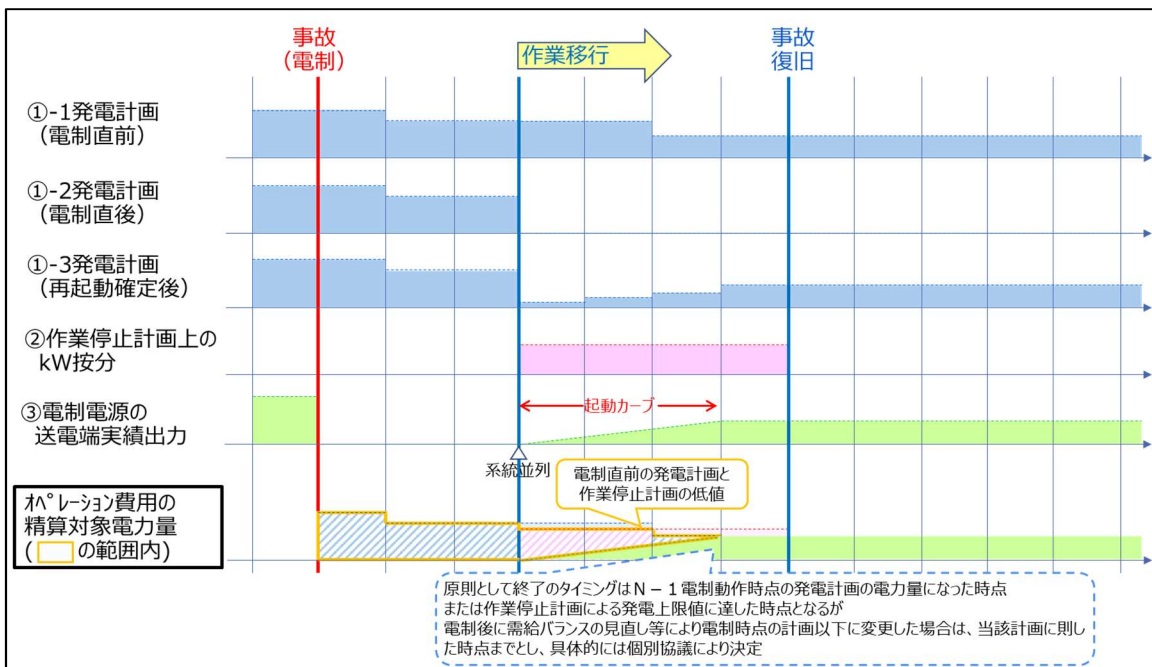 事故
（電制）
作業移行
事故
復旧
①-1発電計画
（電制直前）
①-2発電計画
（電制直後）
①-3発電計画
（再起動確定後）
②作業停止計画上の
kW按分
③電制電源の
送電端実績出力
起動カーブ
系統並列
電制直前の発電計画と
作業停止計画の低値
ｵﾍﾟﾚｰｼｮﾝ費用の
精算対象電力量
(　の範囲内)
原則として終了のタイミングはN－1電制動作時点の発電計画の電力量になった時点
または作業停止計画による発電上限値に達した時点となるが
電制後に需給バランスの見直し等により電制時点の計画以下に変更した場合は、当該計画に則し
た時点までとし、具体的には個別協議により決定